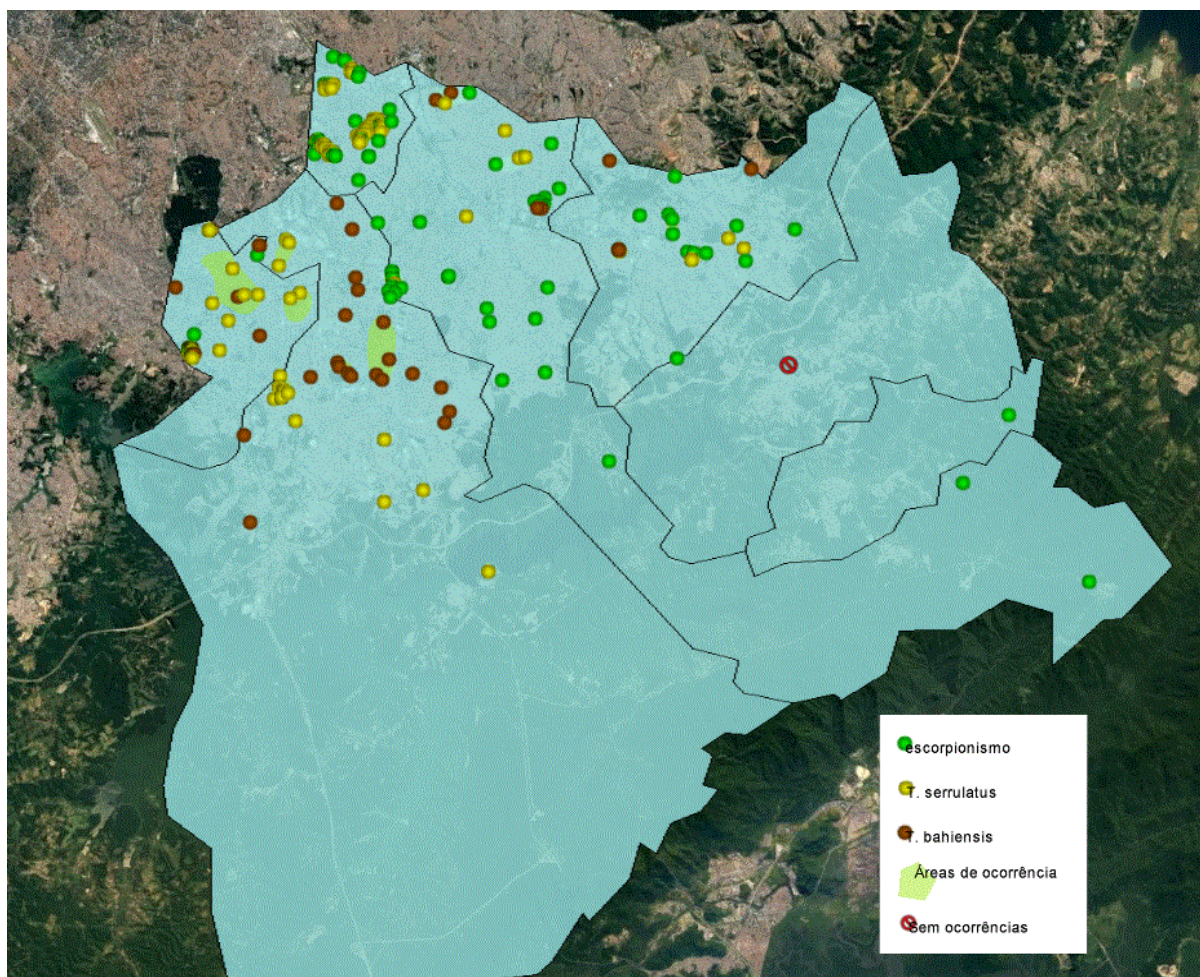 escorpionismo
T. serrulatus
T. bahiensis
Áreas de ocorrência
Sem ocorrências